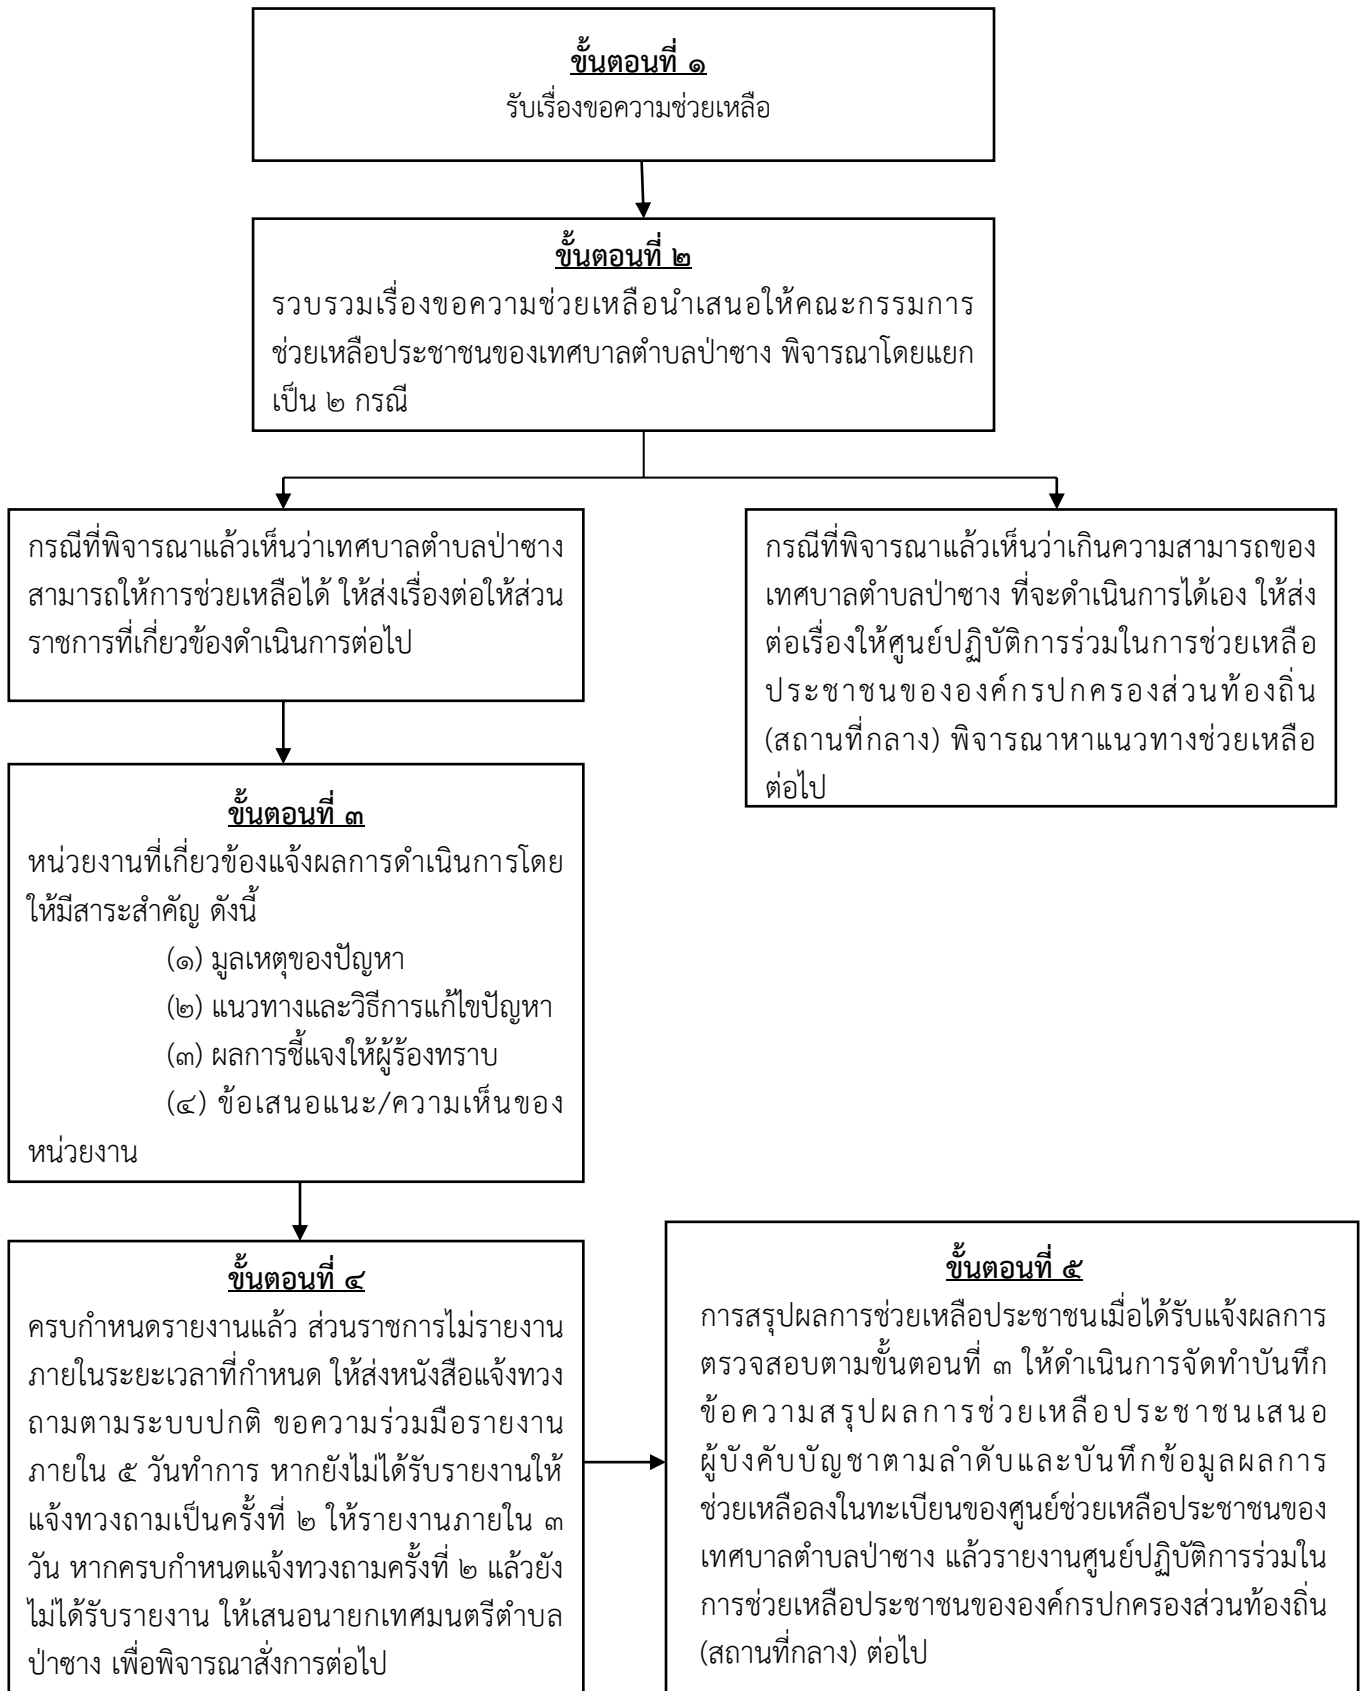 ขั้นตอนที่ ๑
รับเรื่องขอความช่วยเหลือ
ขั้นตอนที่ ๒
รวบรวมเรื่องขอความช่วยเหลือนำเสนอให้คณะกรรมการ
ช่วยเหลือประชาชนของเทศบาลตำบลป่าซาง พิจารณาโดยแยก
เป็น ๒ กรณี
กรณีที่พิจารณาแล้วเห็นว่าเทศบาลตำบลป่าซาง
สามารถให้การช่วยเหลือได้ ให้ส่งเรื่องต่อให้ส่วน
ราชการที่เกี่ยวข้องดำเนินการต่อไป
กรณีที่พิจารณาแล้วเห็นว่าเกินความสามารถของ
เทศบาลตำบลป่าซาง ที่จะดำเนินการได้เอง ให้ส่ง
ต่อเรื่องให้ศูนย์ปฏิบัติการร่วมในการช่วยเหลือ
ประชาชนขององค์กรปกครองส่วนท้องถิ่น
(สถานที่กลาง) พิจารณาหาแนวทางช่วยเหลือ
ต่อไป
ขั้นตอนที่ ๓
หน่วยงานที่เกี่ยวข้องแจ้งผลการดำเนินการโดย
ให้มีสาระสำคัญ ดังนี้
(๑) มูลเหตุของปัญหา
(๒) แนวทางและวิธีการแก้ไขปัญหา
(๓) ผลการชี้แจงให้ผู้ร้องทราบ
(๔) ข้อเสนอแนะ/ความเห็นของ
หน่วยงาน
ขั้นตอนที่ ๔
ครบกำหนดรายงานแล้ว ส่วนราชการไม่รายงาน
ภายในระยะเวลาที่กำหนด ให้ส่งหนังสือแจ้งทวง
ถามตามระบบปกติ ขอความร่วมมือรายงาน
ภายใน ๕ วันทำการ หากยังไม่ได้รับรายงานให้
แจ้งทวงถามเป็นครั้งที่ ๒ ให้รายงานภายใน ๓
วัน หากครบกำหนดแจ้งทวงถามครั้งที่ ๒ แล้วยัง
ไม่ได้รับรายงาน ให้เสนอนายกเทศมนตรีตำบล
ป่าซาง เพื่อพิจารณาสั่งการต่อไป
ขั้นตอนที่ ๕
การสรุปผลการช่วยเหลือประชาชนเมื่อได้รับแจ้งผลการ
ตรวจสอบตามขั้นตอนที่ ๓ ให้ดำเนินการจัดทำบันทึก
ข้อความสรุปผลการช่วยเหลือประชาชนเสนอ
ผู้บังคับบัญชาตามลำดับและบันทึกข้อมูลผลการ
ช่วยเหลือลงในทะเบียนของศูนย์ช่วยเหลือประชาชนของ
เทศบาลตำบลป่าซาง แล้วรายงานศูนย์ปฏิบัติการร่วมใน
การช่วยเหลือประชาชนขององค์กรปกครองส่วนท้องถิ่น
(สถานที่กลาง) ต่อไป